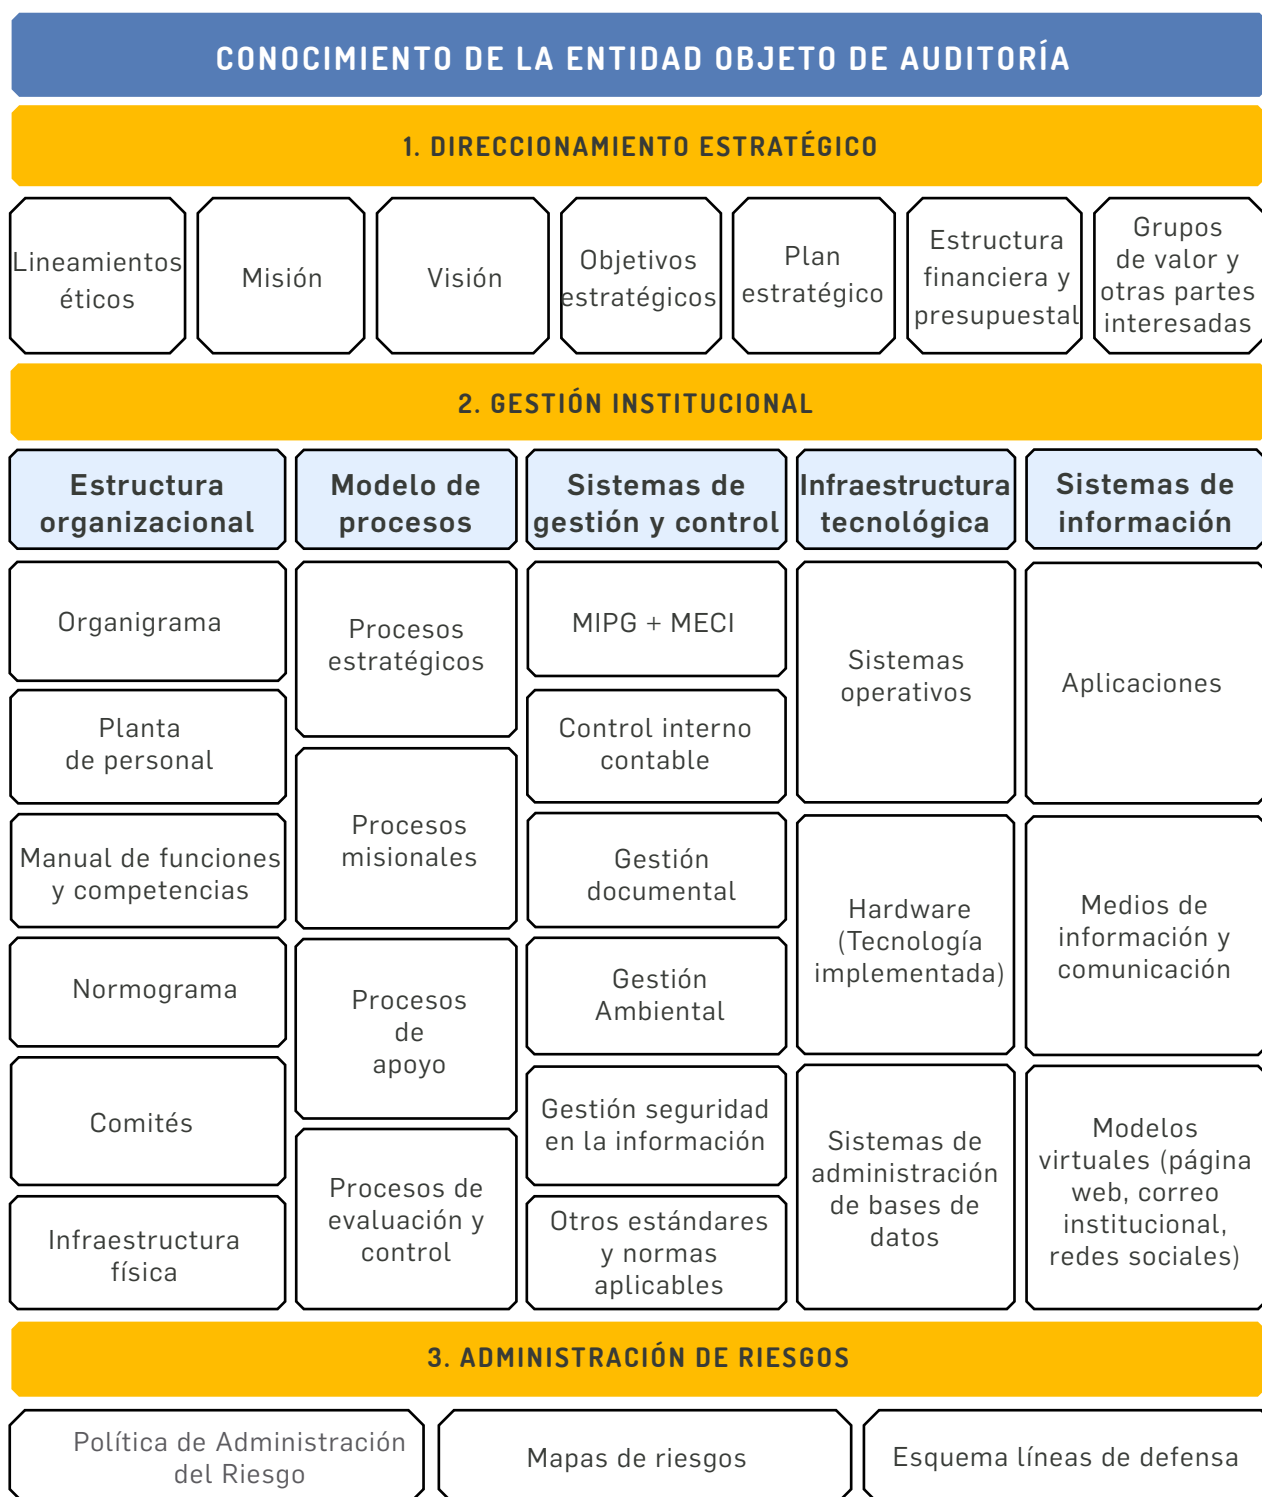 CONOCIMIENTO DE LA ENTIDAD OBJETO DE AUDITORÍA
1. DIRECCIONAMIENTO ESTRATÉGICO
Lineamientos
éticos
Misión
Visión
Objetivos
estratégicos
Plan
estratégico
Estructura
financiera y
presupuestal
Grupos
de valor y
otras partes
interesadas
2. GESTIÓN INSTITUCIONAL
Estructura
organizacional
Organigrama
Planta
de personal
Manual de funciones
y competencias
Normograma
Comités
Infraestructura
física
Modelo de
procesos
Procesos
estratégicos
Procesos
misionales
Procesos
de
apoyo
Procesos de
evaluación y
control
Sistemas de
gestión y control
MIPG + MECI
Control interno
contable
Gestión
documental
Gestión
Ambiental
Gestión seguridad
en la información
Otros estándares
y normas
aplicables
Infraestructura
tecnológica
Sistemas
operativos
Hardware
(Tecnología
implementada)
Sistemas de
administración
de bases de
datos
Sistemas de
información
Aplicaciones
Medios de
información y
comunicación
Modelos
virtuales (página
web, correo
institucional,
redes sociales)
3. ADMINISTRACIÓN DE RIESGOS
Política de Administración
del Riesgo
Mapas de riesgos
Esquema líneas de defensa